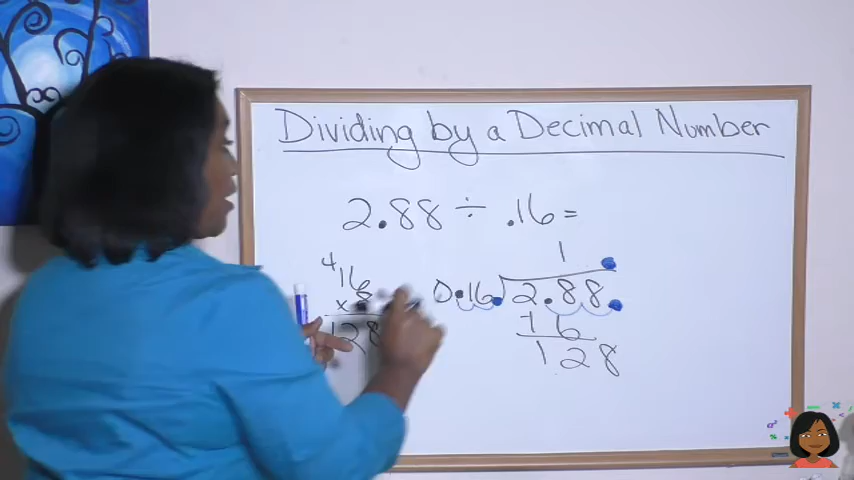 Dividing by a Decimal Number
2.88 ÷ .16 =
1
4
16
x 8
128
0.16)2.88
- 16
128